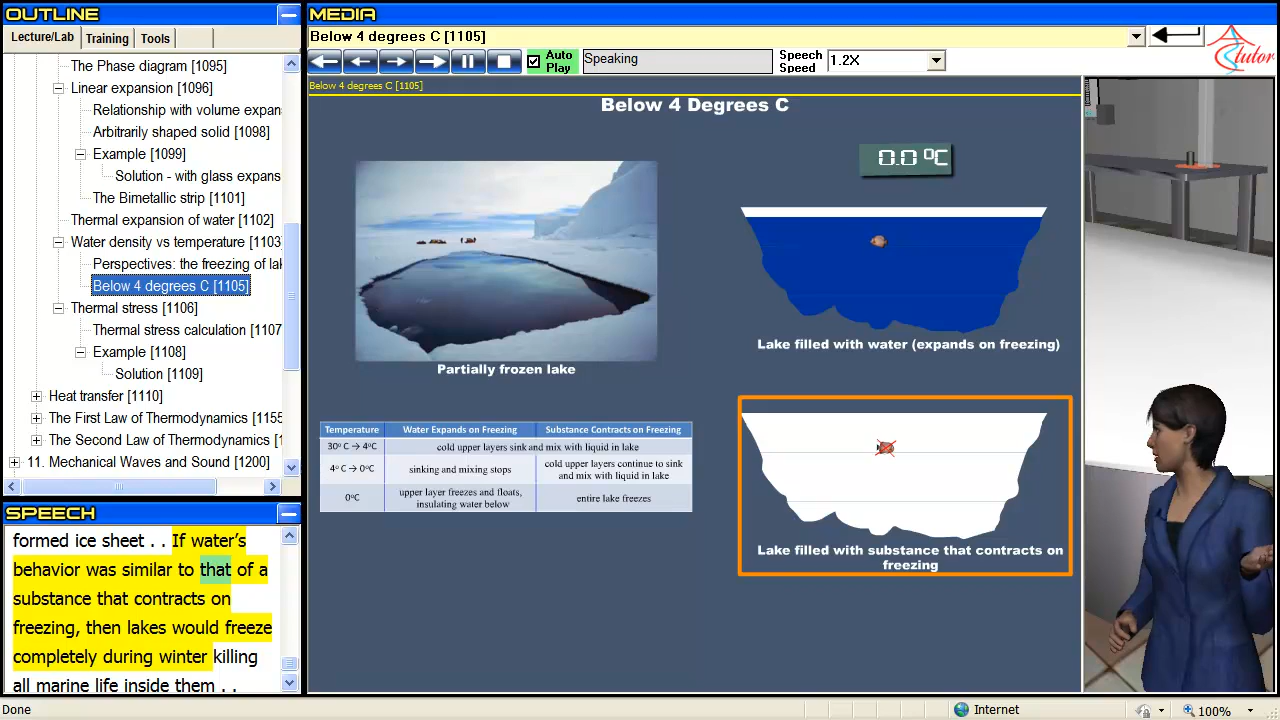 OUTLINE
Lecture/Lab
Training
Tools
The Phase diagram [1095]
Linear expansion [1096]
Relationship with volume expan
Arbitrarily shaped solid [1098]
Example [1099]
Solution - with glass expans
The Bimetallic strip [1101]
Thermal expansion of water [1102]
Water density vs temperature [1103]
Perspectives: the freezing of lak
Below 4 degrees C [1105]
Thermal stress [1106]
Thermal stress calculation [1107
Example [1108]
Solution [1109]
Heat transfer [1110]
The First Law of Thermodynamics [1155
The Second Law of Thermodynamics [1
11. Mechanical Waves and Sound [1200]
SPEECH
formed ice sheet . . If water’s
behavior was similar to that of a
substance that contracts on
freezing, then lakes would freeze
completely during winter killing
all marine life inside them . .
MEDIA
Below 4 degrees C [1105]
Auto
Play
Speaking
Speech
Speed
1.2X
tutor
Below 4 degrees C [1105]
Below 4 Degrees C
0.0 ºC
Partially frozen lake
Lake filled with water (expands on freezing)
Temperature Water Expands on Freezing Substance Contracts on Freezing
30º C → 4ºC cold upper layers sink and mix with liquid in lake
4º C → 0ºC sinking and mixing stops cold upper layers continue to sink
and mix with liquid in lake
0ºC upper layer freezes and floats,
insulating water below entire lake freezes
Lake filled with substance that contracts on
freezing
Done
Internet
100%